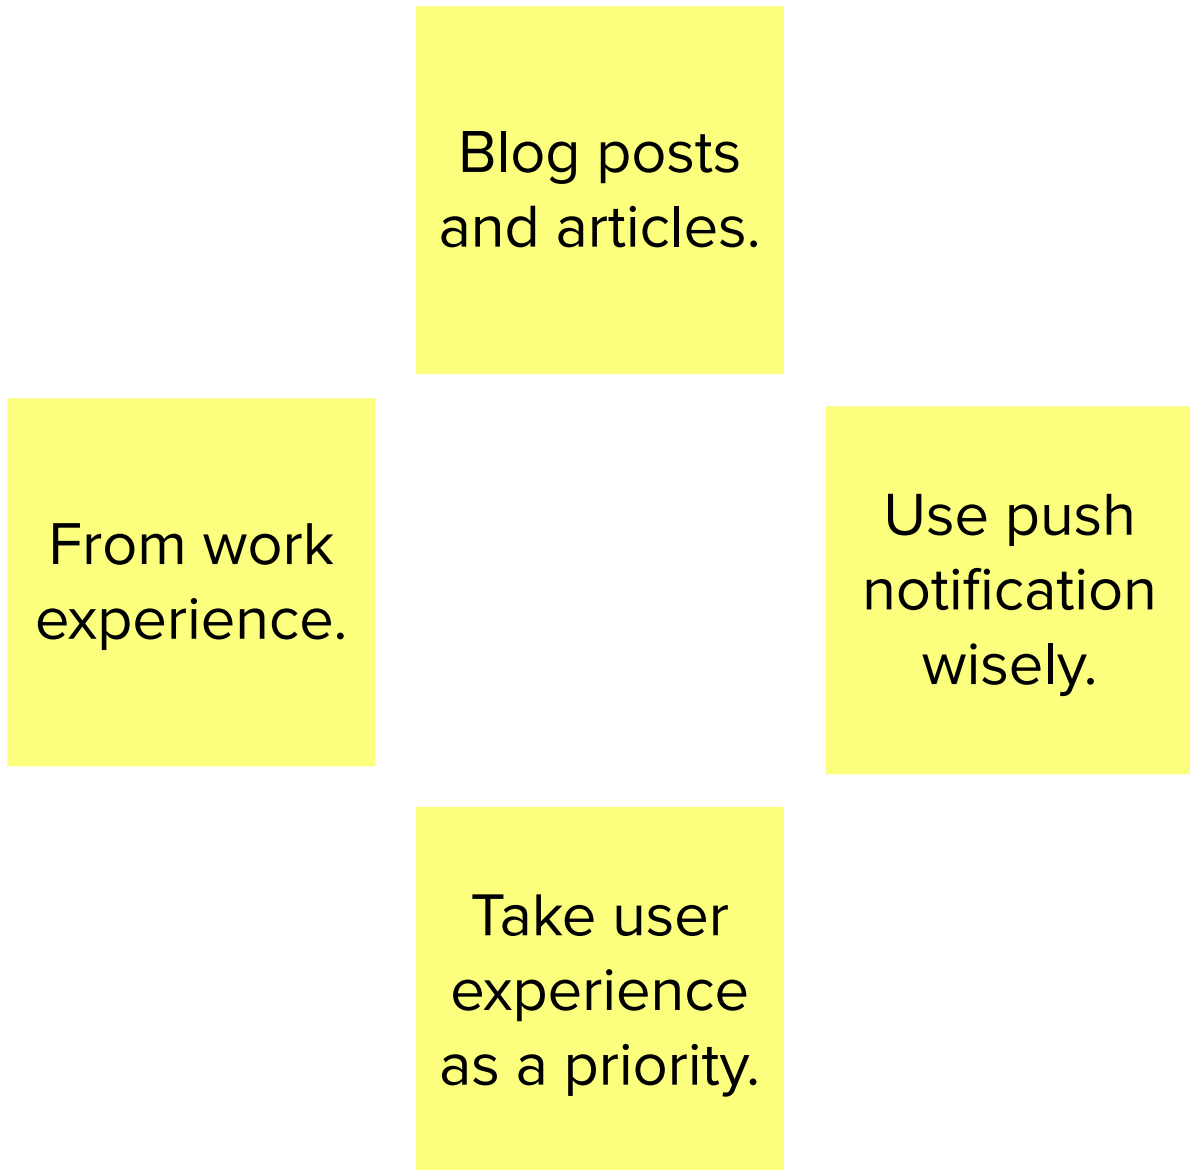 Blog posts
and articles.
From work
experience.
Use push
notification
wisely.
Take user
experience
as a priority.